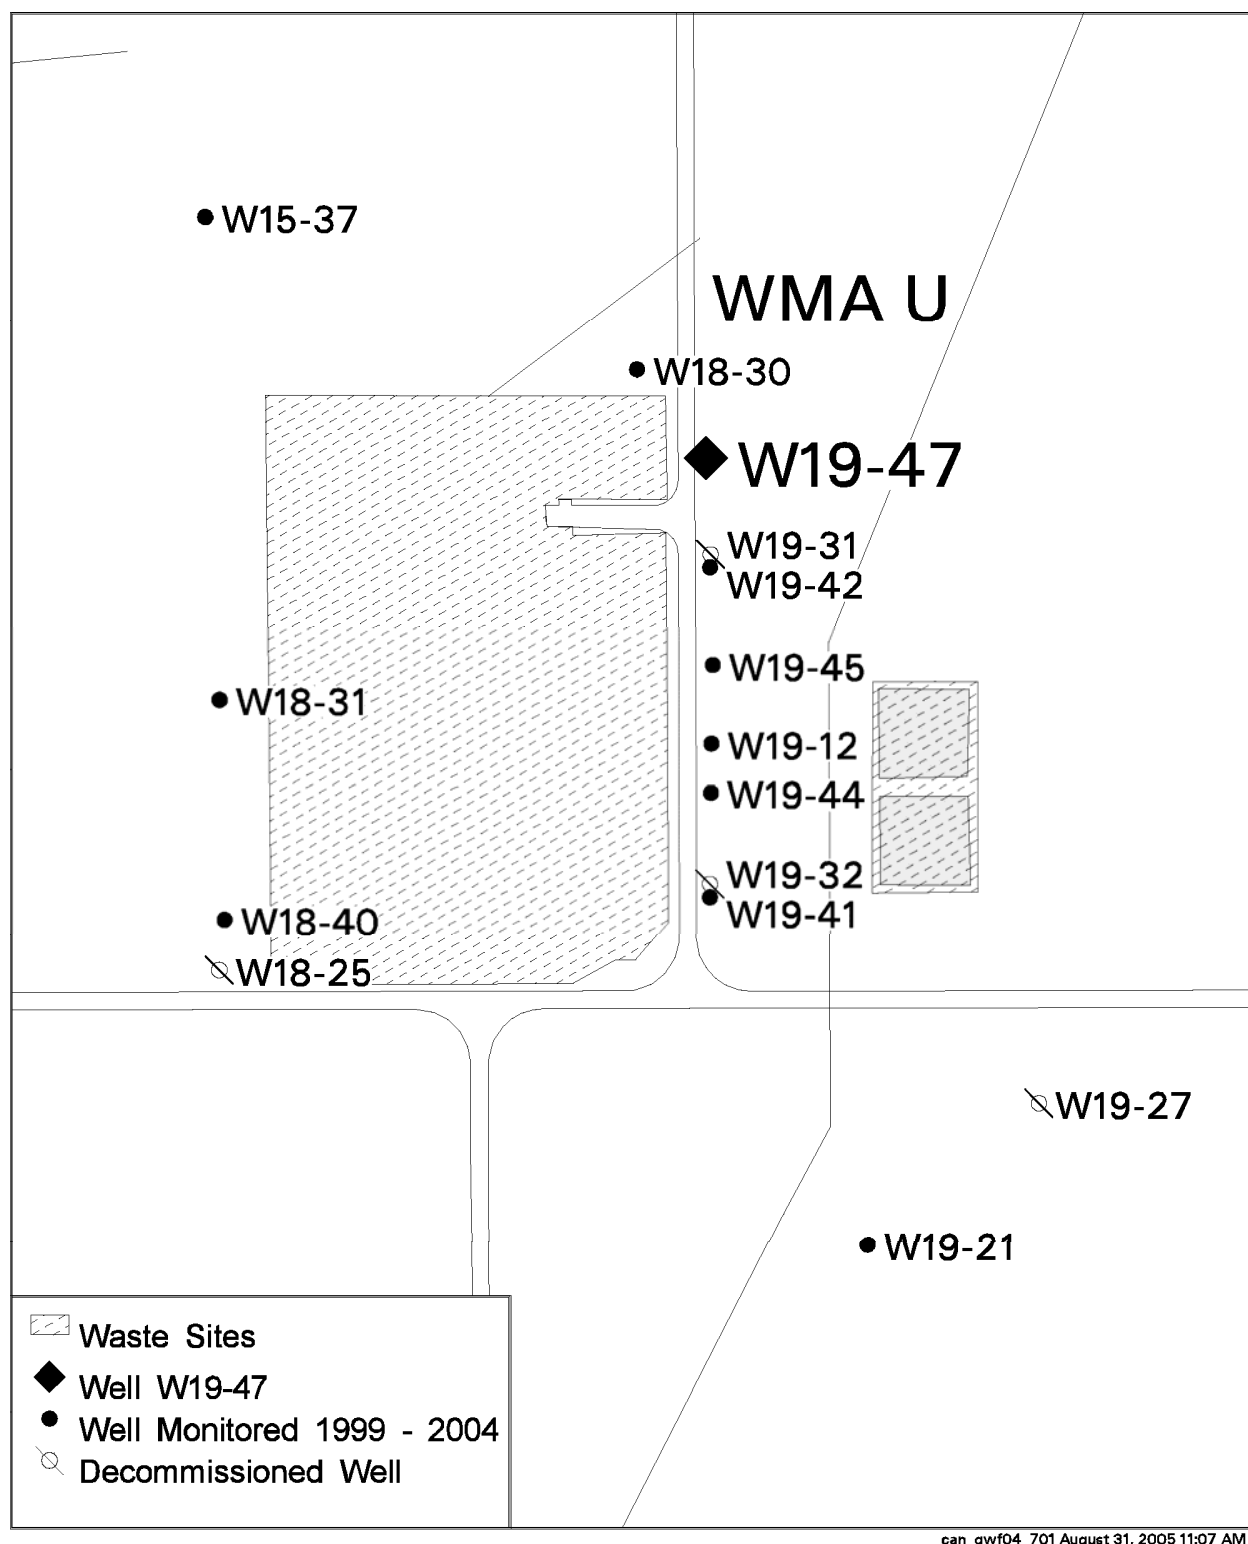 W15-37
WMA U
W18-30
W19-47
W19-31
W19-42
W19-45
W18-31
W19-12
W19-44
W19-32
W19-41
W18-40
W18-25
W19-27
W19-21
Waste Sites
Well W19-47
Well Monitored 1999 - 2004
Decommissioned Well
can_gwf04_701 August 31, 2005 11:07 AM